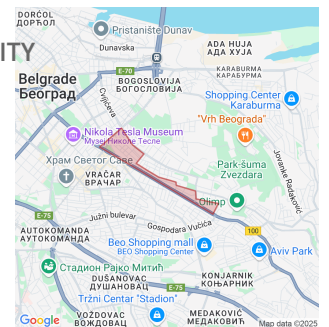 DORĆOL
ДОРЋОЛ
Pristanište Dunav
Dunavska
ADA HUJA
АДА ХУЈА
ITY
E-70
KARABURMA
КАРАБУРМА
Belgrade
Београд
BOGOSLOVIJA
БОГОСЛОВИЈА
Cvijićeva
Shopping Center
Karaburma
"Vrh Beograda"
Nikola Tesla Museum
Музеј Николе Тесле
Jovanke Radaković
Храм Светог Саве
Park-šuma
Zvezdara
VRAČAR
ВРАЧАР
Olimp
E-75
Južni bulevar
Gospodara Vučića
100
AUTOKOMANDA
АУТОКОМАНДА
Beo Shopping mall
BEO Shopping Center
Aviv Park
Стадион Рајко Митић
DUŠANOVAC
ДУШАНОВАЦ
KONJARNIK
КОЊАРНИК
Tržni Centar "Stadion"
E-75
VOŽDOVAC
ВОЖДОВАЦ
MEDAKOVIĆ
МЕДАКОВИЋ
Google
Map data ©2025